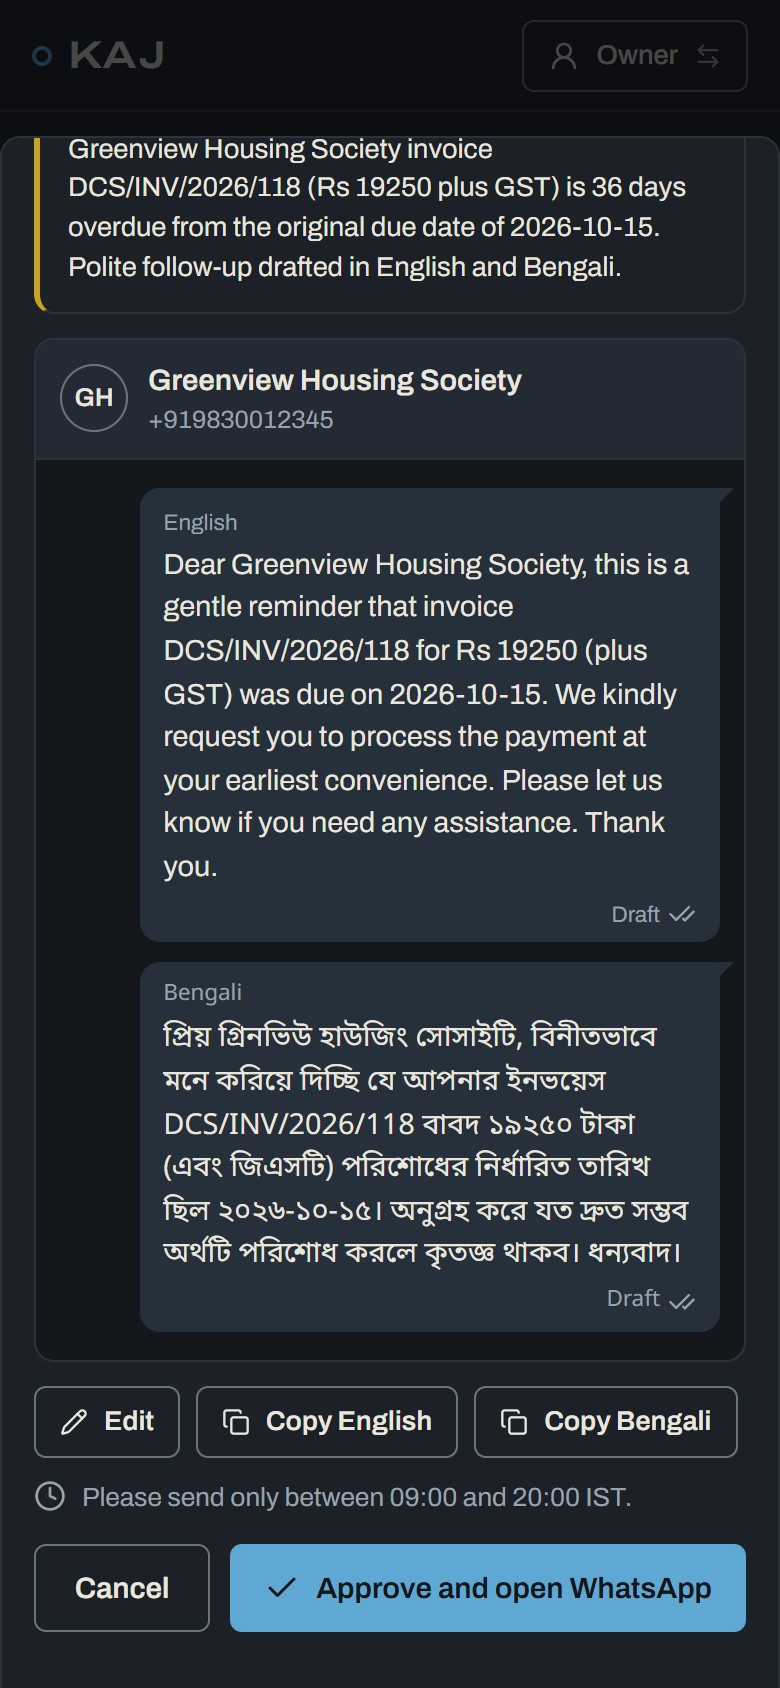 KAJ
Owner
Greenview Housing Society invoice
DCS/INV/2026/118 (Rs 19250 plus GST) is 36 days
overdue from the original due date of 2026-10-15.
Polite follow-up drafted in English and Bengali.
GH
Greenview Housing Society
+919830012345
English
Dear Greenview Housing Society, this is a
gentle reminder that invoice
DCS/INV/2026/118 for Rs 19250 (plus
GST) was due on 2026-10-15. We kindly
request you to process the payment at
your earliest convenience. Please let us
know if you need any assistance. Thank
you.
Draft
Bengali
প্রিয় গ্রিনভিউ হাউজিং সোসাইটি, বিনীতভাবে
মনে করিয়ে দিচ্ছি যে আপনার ইনভয়েস
DCS/INV/2026/118 বাবদ ১৯২৫০ টাকা
(এবং জিএসটি) পরিশোধের নির্ধারিত তারিখ
ছিল ২০২৬-১০-১৫। অনুগ্রহ করে যত দ্রুত সম্ভব
অর্থটি পরিশোধ করলে কৃতজ্ঞ থাকব। ধন্যবাদ।
Draft
Edit
Copy English
Copy Bengali
Please send only between 09:00 and 20:00 IST.
Cancel
Approve and open WhatsApp